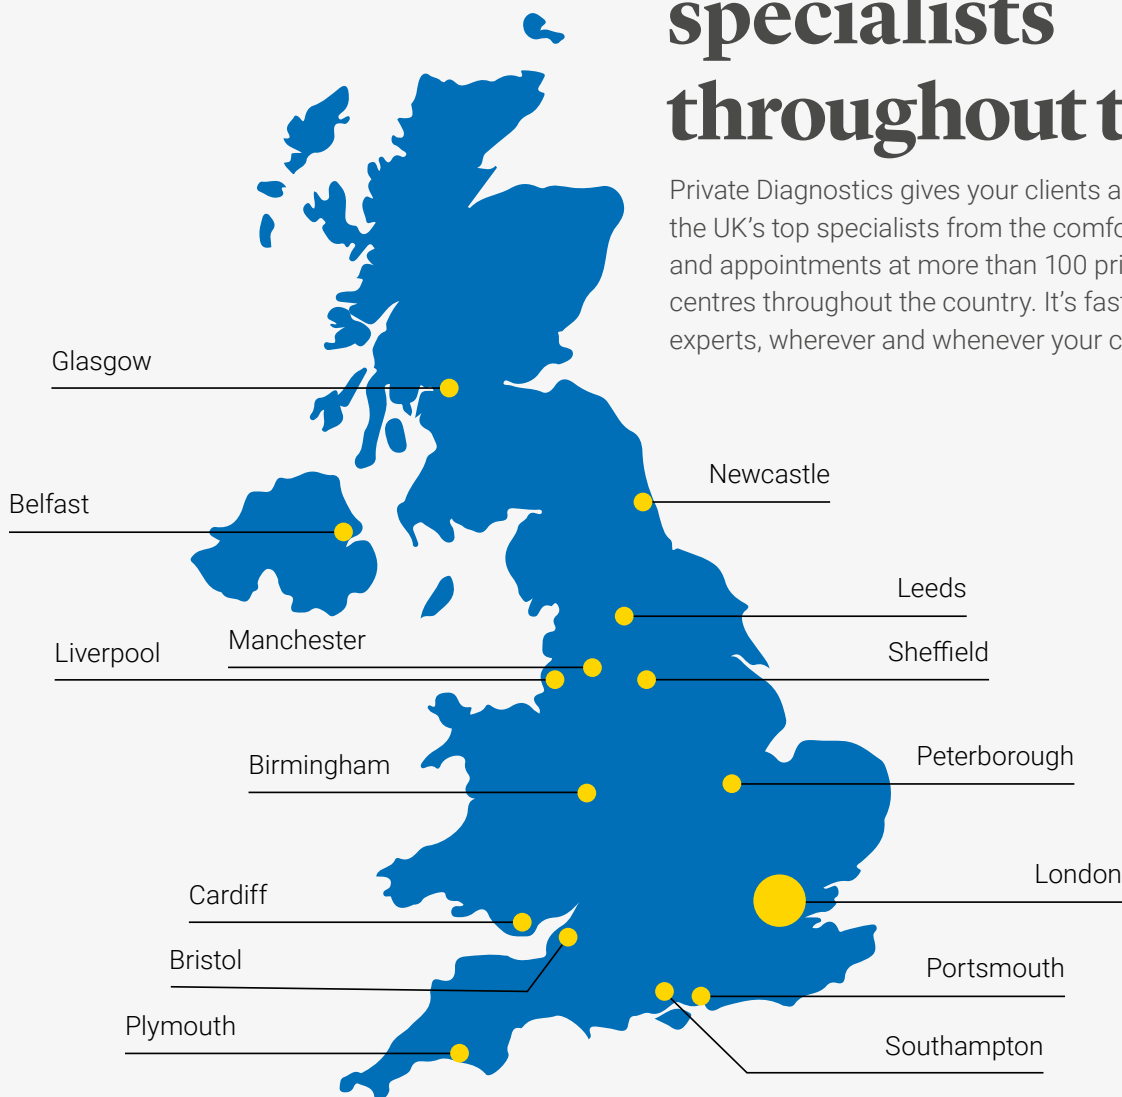 specialists
throughout t
Private Diagnostics gives your clients a
the UK’s top specialists from the comfo
and appointments at more than 100 pri
centres throughout the country. It’s fast
experts, wherever and whenever your c
Glasgow
Newcastle
Belfast
Leeds
Manchester
Liverpool
Sheffield
Peterborough
Birmingham
London
Cardiff
Bristol
Portsmouth
Plymouth
Southampton